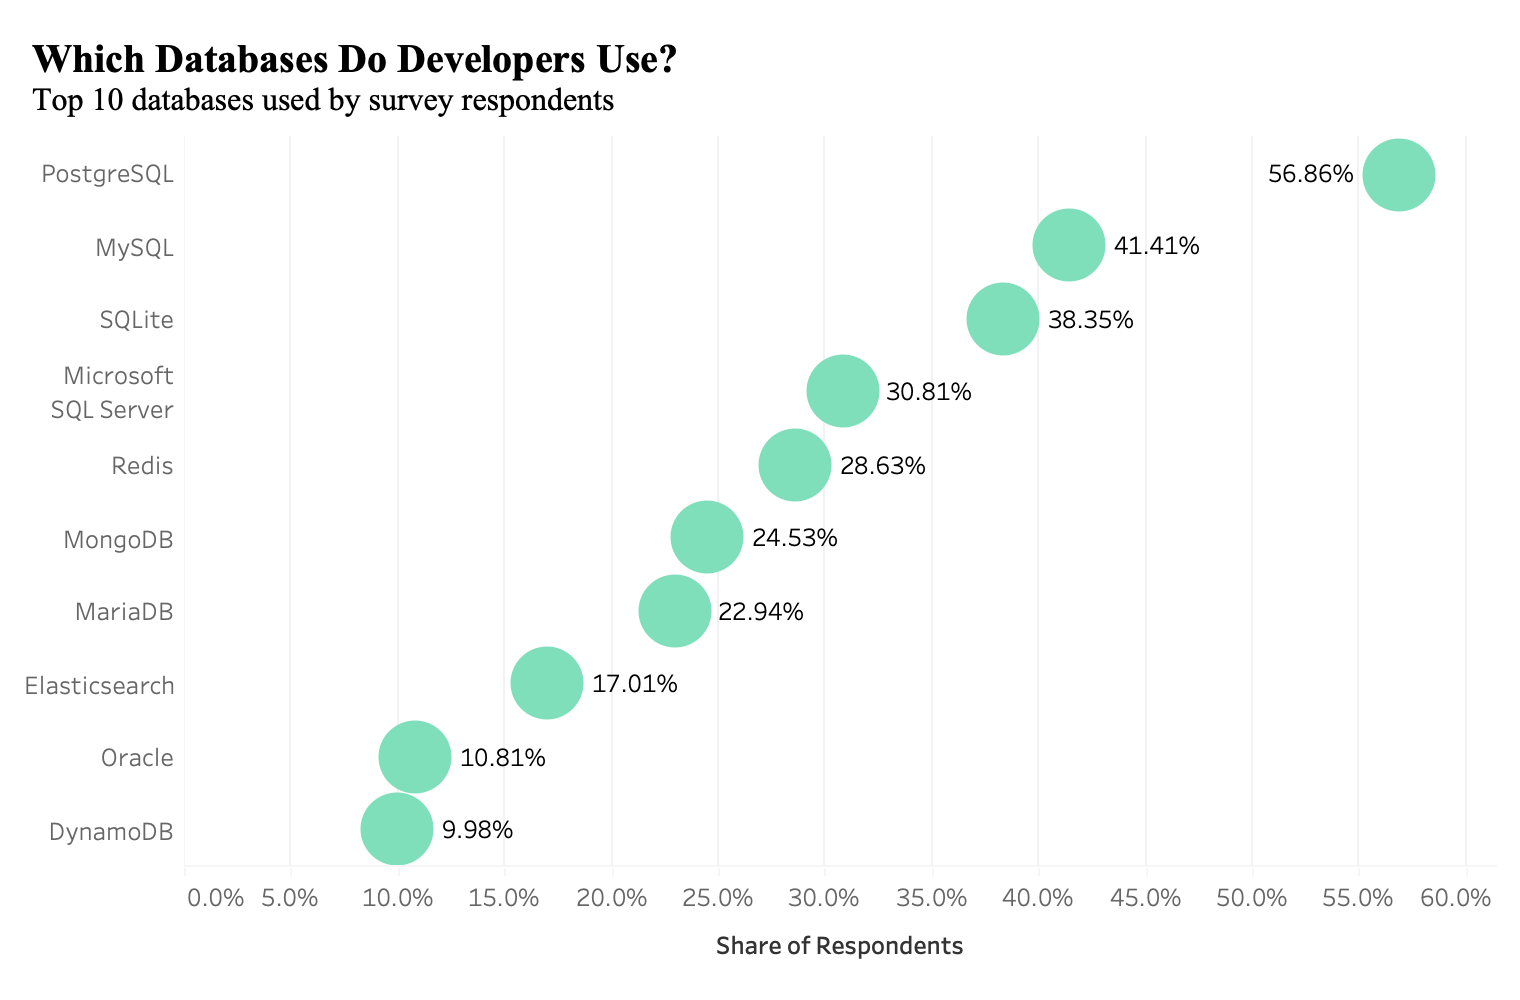 Which Databases Do Developers Use?
Top 10 databases used by survey respondents
PostgreSQL 56.86%
MySQL 41.41%
SQLite 38.35%
Microsoft
SQL Server 30.81%
Redis 28.63%
MongoDB 24.53%
MariaDB 22.94%
Elasticsearch 17.01%
Oracle 10.81%
DynamoDB 9.98%
0.0% 5.0% 10.0% 15.0% 20.0% 25.0% 30.0% 35.0% 40.0% 45.0% 50.0% 55.0% 60.0%
Share of Respondents